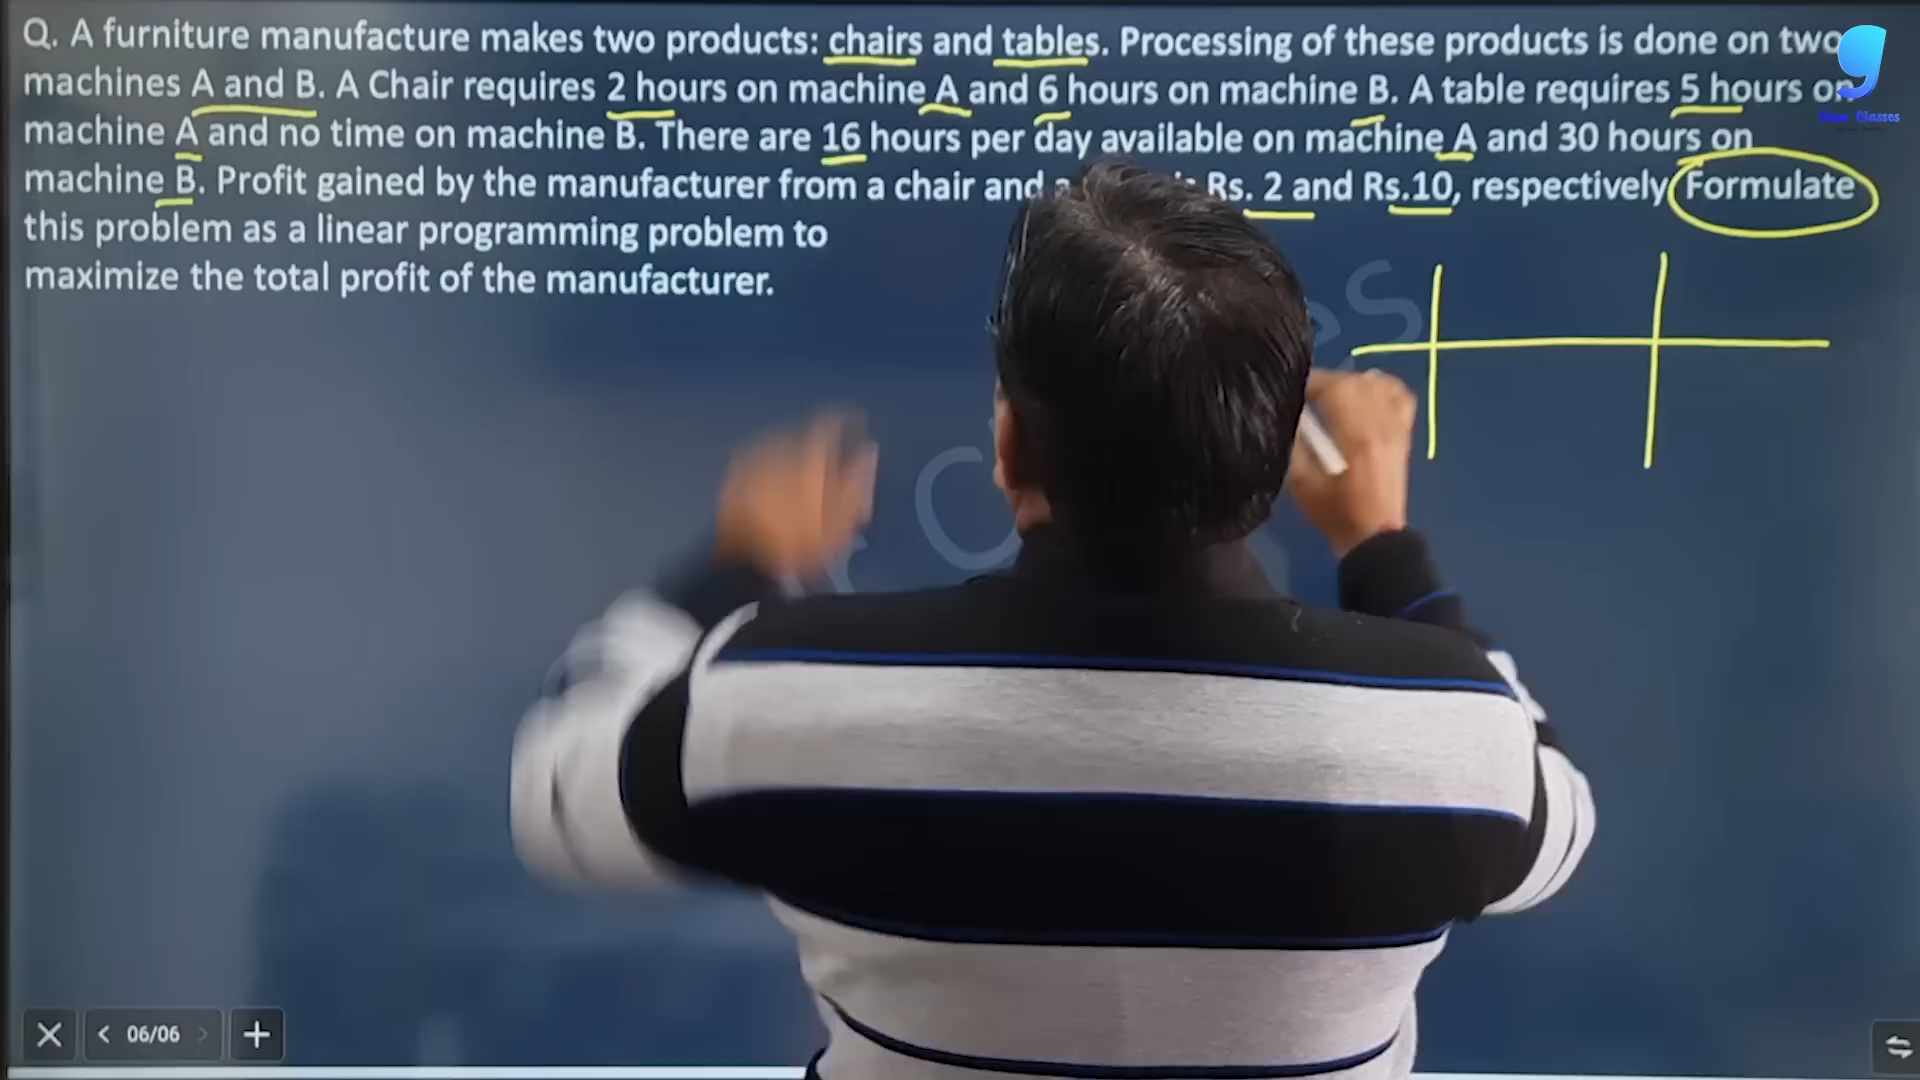 Q. A furniture manufacture makes two products: chairs and tables. Processing of these products is done on two
machines A and B. A Chair requires 2 hours on machine A and 6 hours on machine B. A table requires 5 hours on
machine A and no time on machine B. There are 16 hours per day available on machine A and 30 hours on
machine B. Profit gained by the manufacturer from a chair and a Rs. 2 and Rs.10, respectively Formulate
this problem as a linear programming problem to
maximize the total profit of the manufacturer.
Gour Classes
06/06